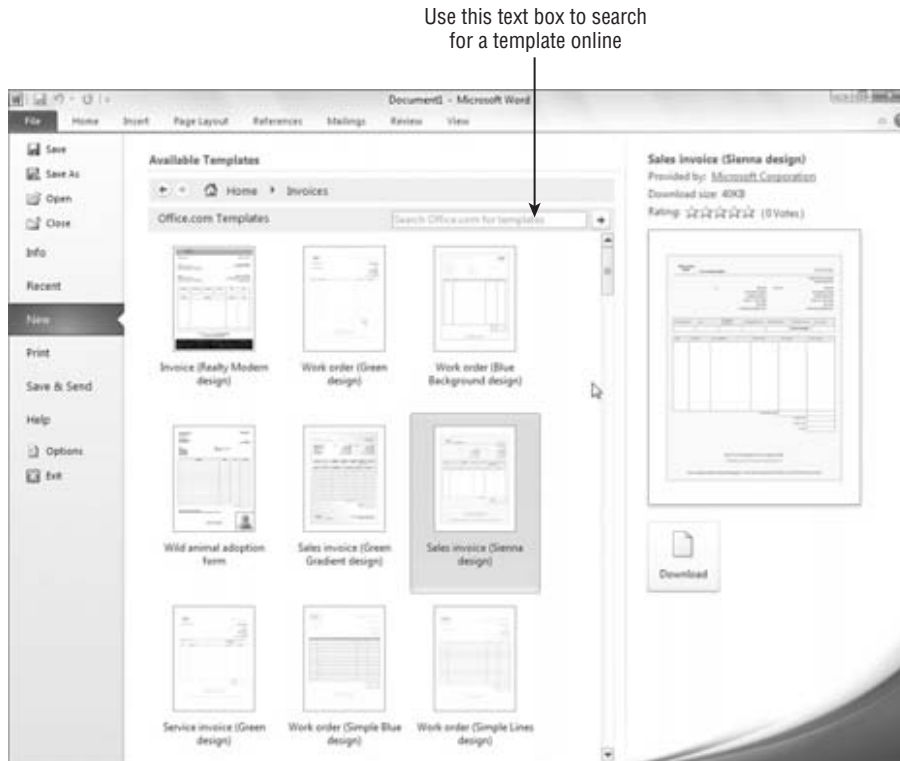 Use this text box to search
for a template online
Document1 - Microsoft Word
File Home Insert Page Layout References Mailings Review View
Save
Save As
Open
Close
Info
Recent
New
Print
Save & Send
Help
Options
Exit
Available Templates
Home Invoices
Office.com Templates
Search Office.com for templates
Invoice (Realty Modern
design)
Work order (Green
design)
Work order (Blue
Background design)
Wild animal adoption
form
Sales invoice (Green
Gradient design)
Sales invoice (Sienna
design)
Service invoice (Green
design)
Work order (Simple Blue
design)
Work order (Simple Lines
design)
Sales invoice (Sienna design)
Provided by: Microsoft Corporation
Download size: 40KB
Rating: (0 Votes)
Download